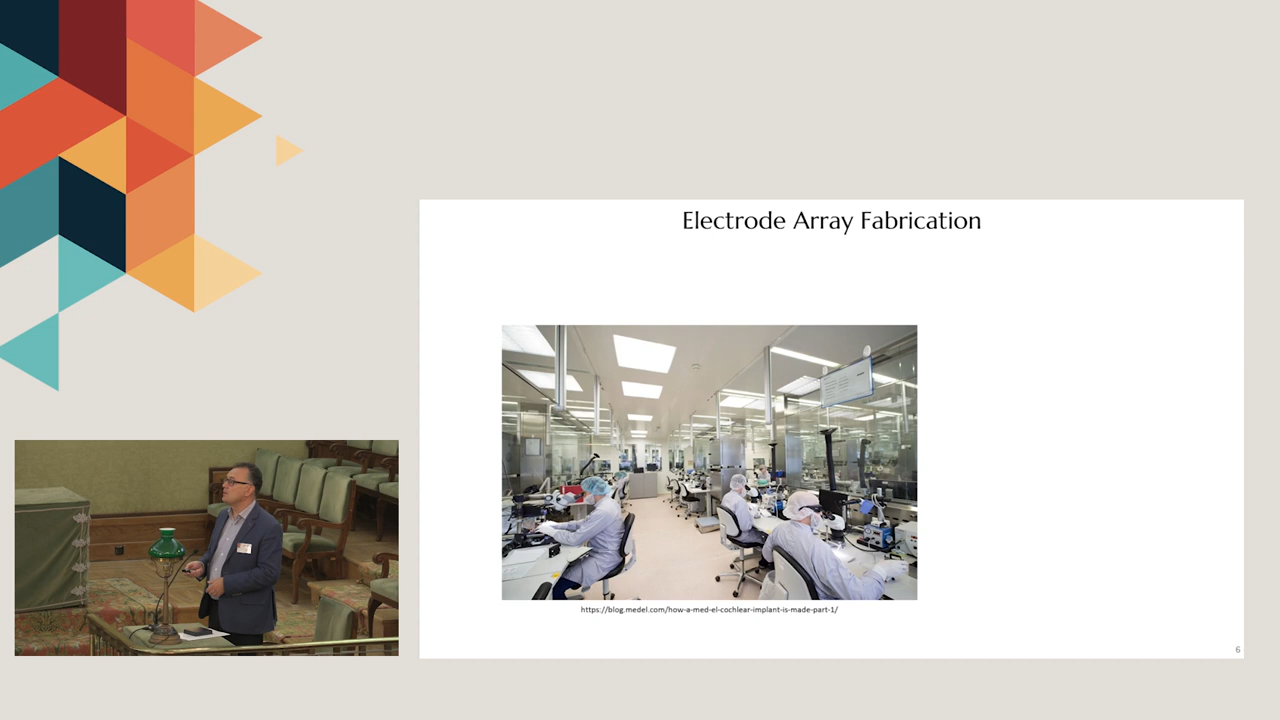 Electrode Array Fabrication
https://blog.medel.com/how-a-med-el-cochlear-implant-is-made-part-1/
6